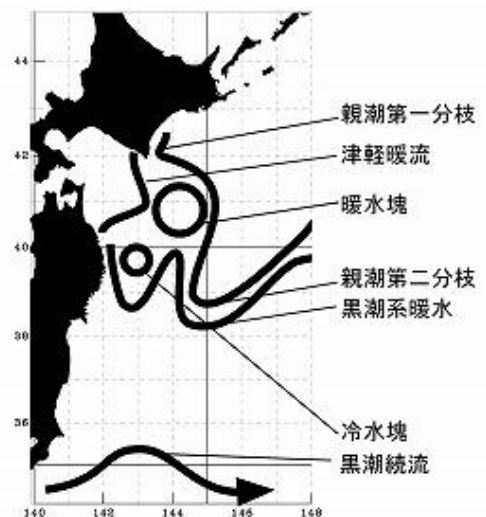 44
42
40
38
36
140
142
144
146
148
親潮第一分枝
津軽暖流
暖水塊
親潮第二分枝
黒潮系暖水
冷水塊
黒潮続流